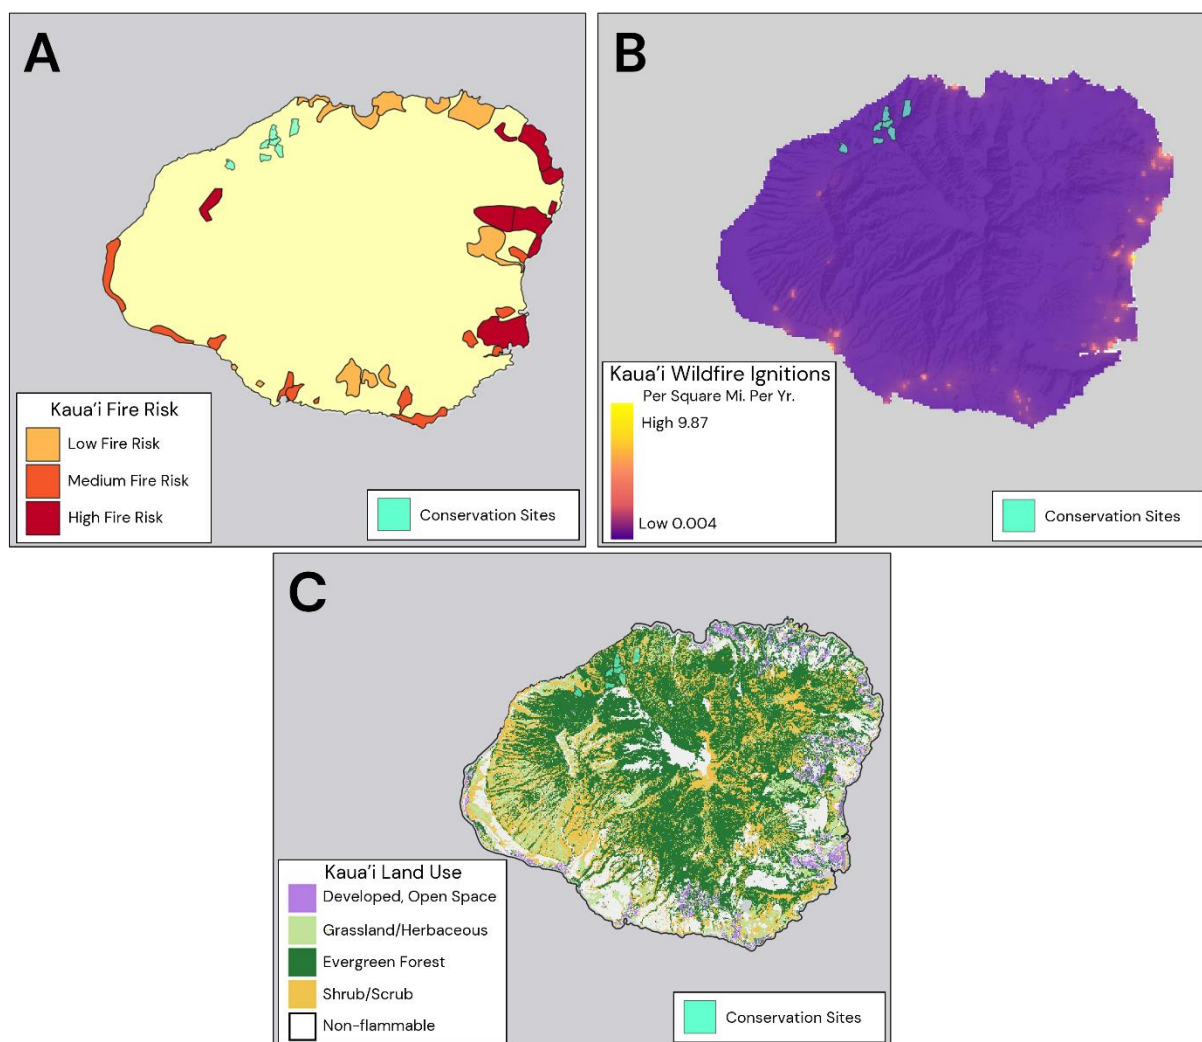 A
Kaua'i Fire Risk
Low Fire Risk
Medium Fire Risk
High Fire Risk
Conservation Sites
B
Kaua'i Wildfire Ignitions
Per Square Mi. Per Yr.
High 9.87
Low 0.004
Conservation Sites
C
Kaua'i Land Use
Developed, Open Space
Grassland/Herbaceous
Evergreen Forest
Shrub/Scrub
Non-flammable
Conservation Sites